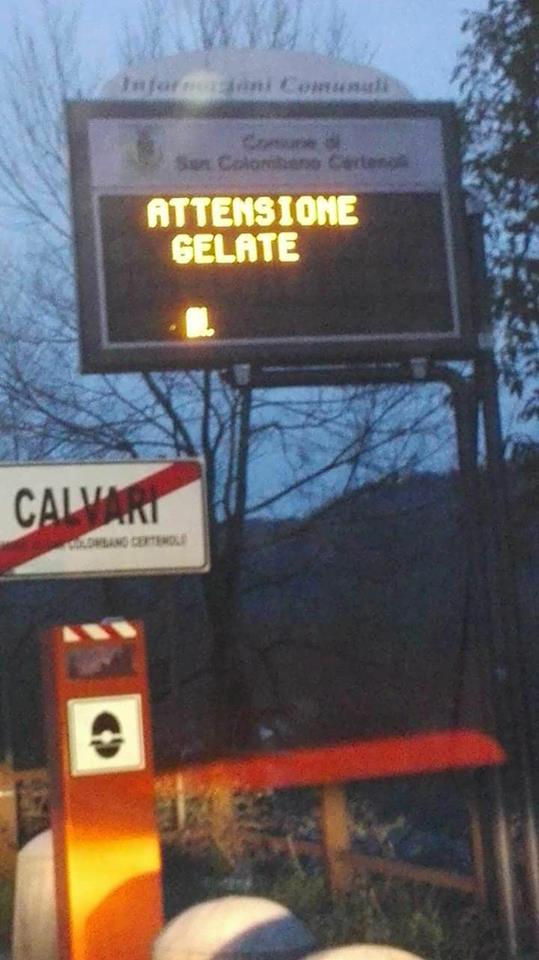 Informazioni Comunali
Comune di
San Colombano Certenoli
ATTENSIONE
GELATE
CALVARI
COLOMBANO CERTENOLI